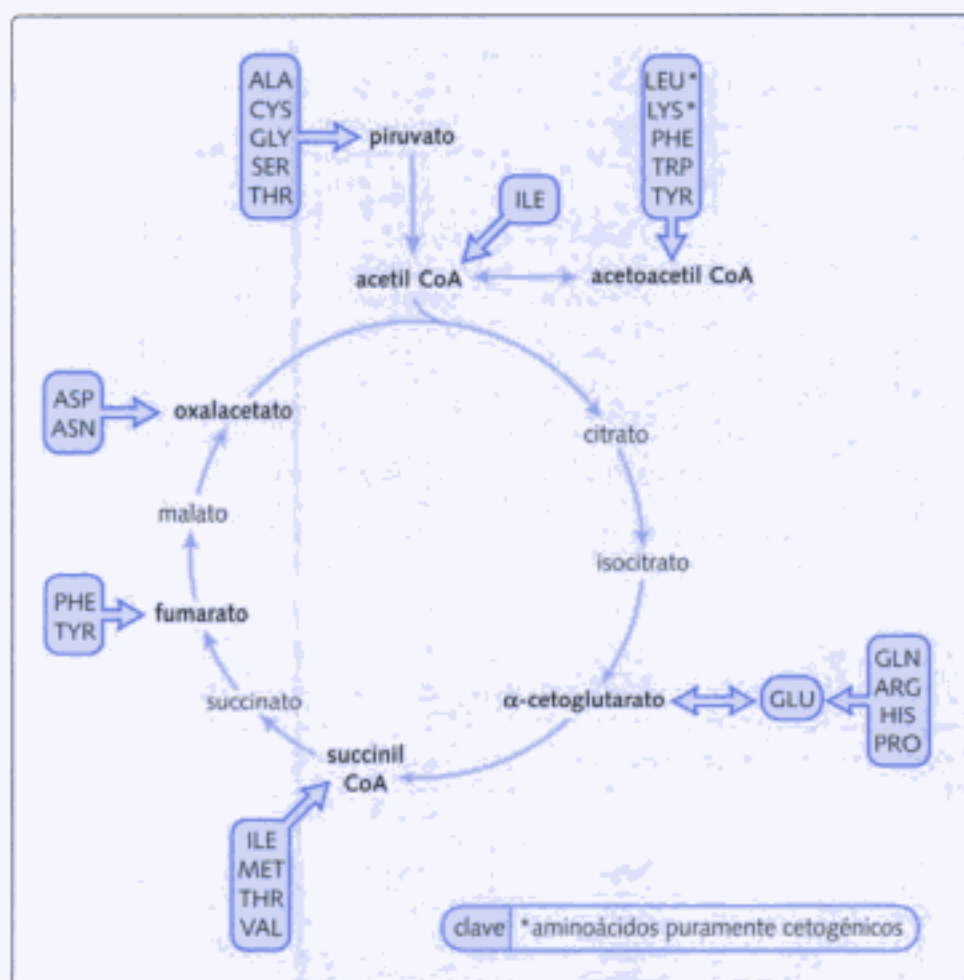 ALA
CYS
GLY
SER
THR
piruvato
LEU*
LYS*
PHE
TRP
TYR
ILE
acetil CoA
acetoacetil CoA
ASP
ASN
oxalacetato
citrato
malato
isocitrato
PHE
TYR
fumarato
succinato
α-cetoglutarato
GLU
GLN
ARG
HIS
PRO
succinil
CoA
ILE
MET
THR
VAL
clave *aminoácidos puramente cetogénicos